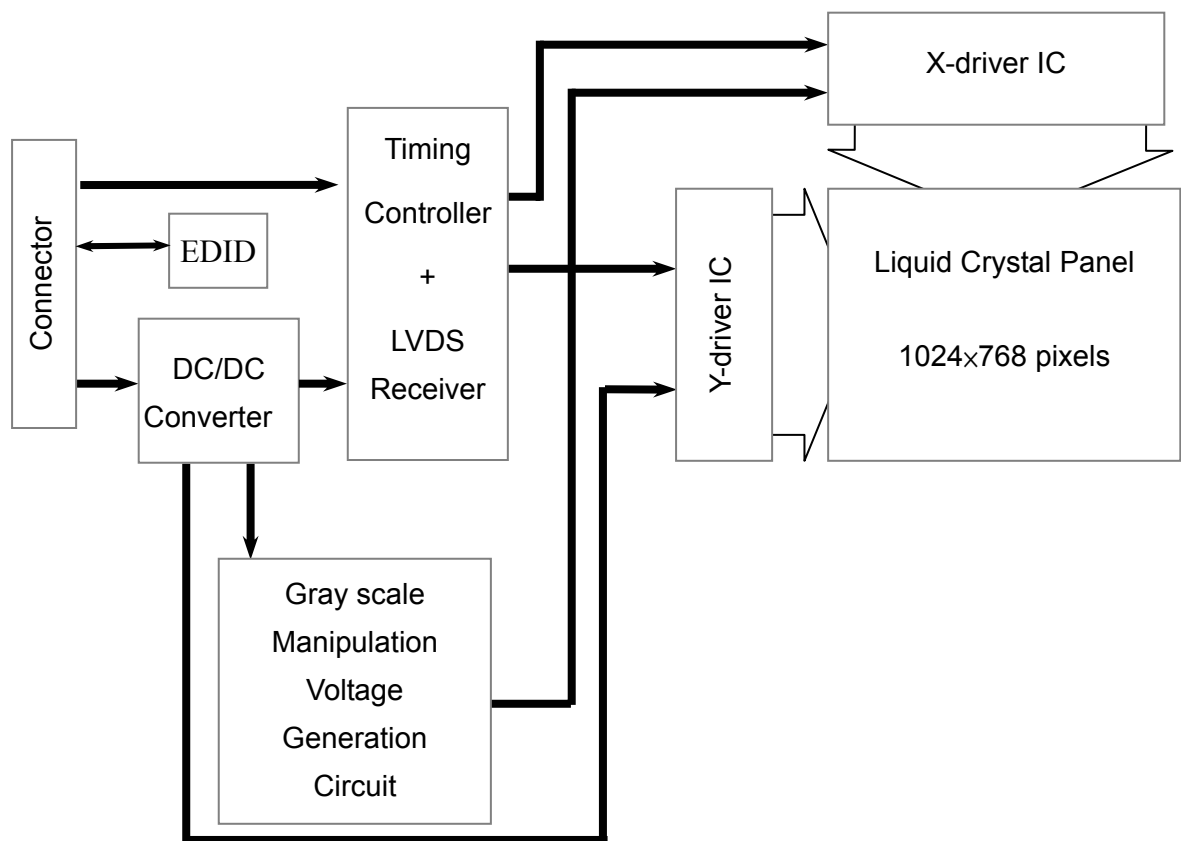 Connector
EDID
DC/DC
Converter
Timing
Controller
+
LVDS
Receiver
Gray scale
Manipulation
Voltage
Generation
Circuit
X-driver IC
Y-driver IC
Liquid Crystal Panel
1024×768 pixels